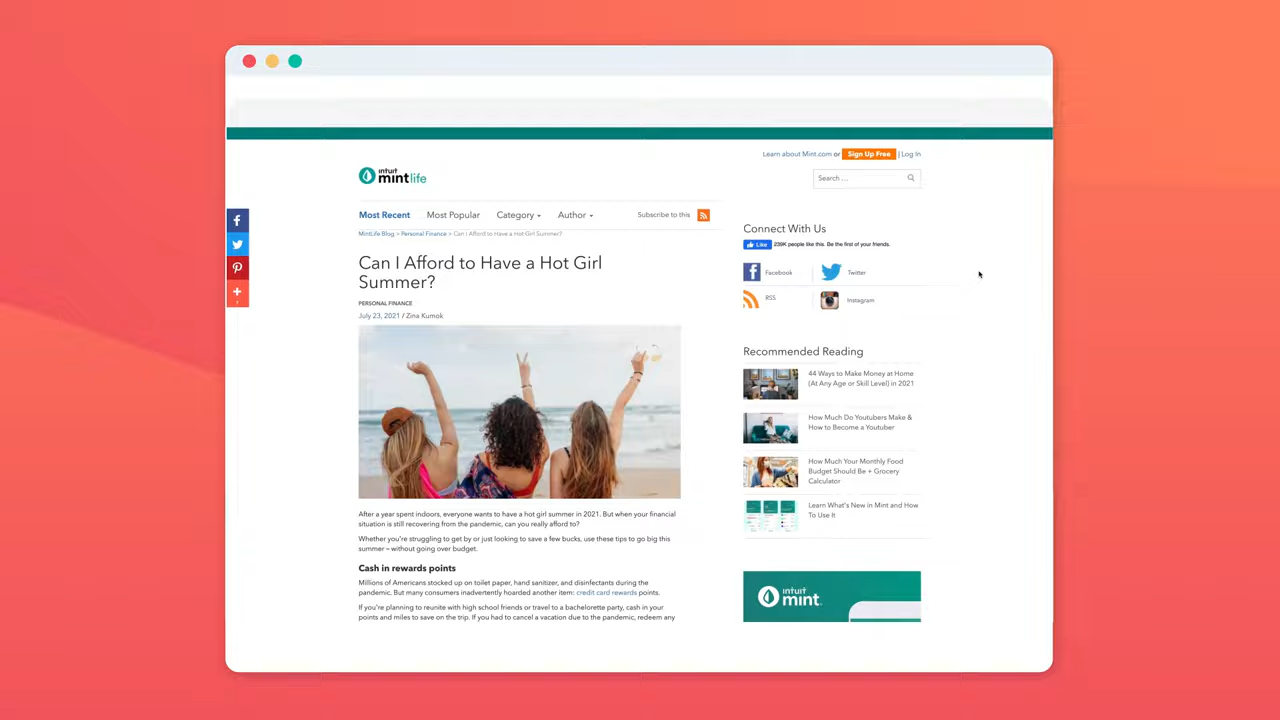 Learn about Mint.com or Sign Up Free | Log In
intuit
mintlife
Search ...
Most Recent Most Popular Category Author Subscribe to this
MintLife Blog > Personal Finance > Can I Afford to Have a Hot Girl Summer?
Can I Afford to Have a Hot Girl
Summer?
PERSONAL FINANCE
July 23, 2021 / Zina Kumok
After a year spent indoors, everyone wants to have a hot girl summer in 2021. But when your financial
situation is still recovering from the pandemic, can you really afford to?
Whether you're struggling to get by or just looking to save a few bucks, use these tips to go big this
summer – without going over budget.
Cash in rewards points
Millions of Americans stocked up on toilet paper, hand sanitizer, and disinfectants during the
pandemic. But many consumers inadvertently hoarded another item: credit card rewards points.
If you're planning to reunite with high school friends or travel to a bachelorette party, cash in your
points and miles to save on the trip. If you had to cancel a vacation due to the pandemic, redeem any
Connect With Us
Like 239K people like this. Be the first of your friends.
Facebook Twitter
RSS Instagram
Recommended Reading
44 Ways to Make Money at Home
(At Any Age or Skill Level) in 2021
How Much Do Youtubers Make &
How to Become a Youtuber
How Much Your Monthly Food
Budget Should Be + Grocery
Calculator
Learn What's New in Mint and How
To Use It
intuit
mint